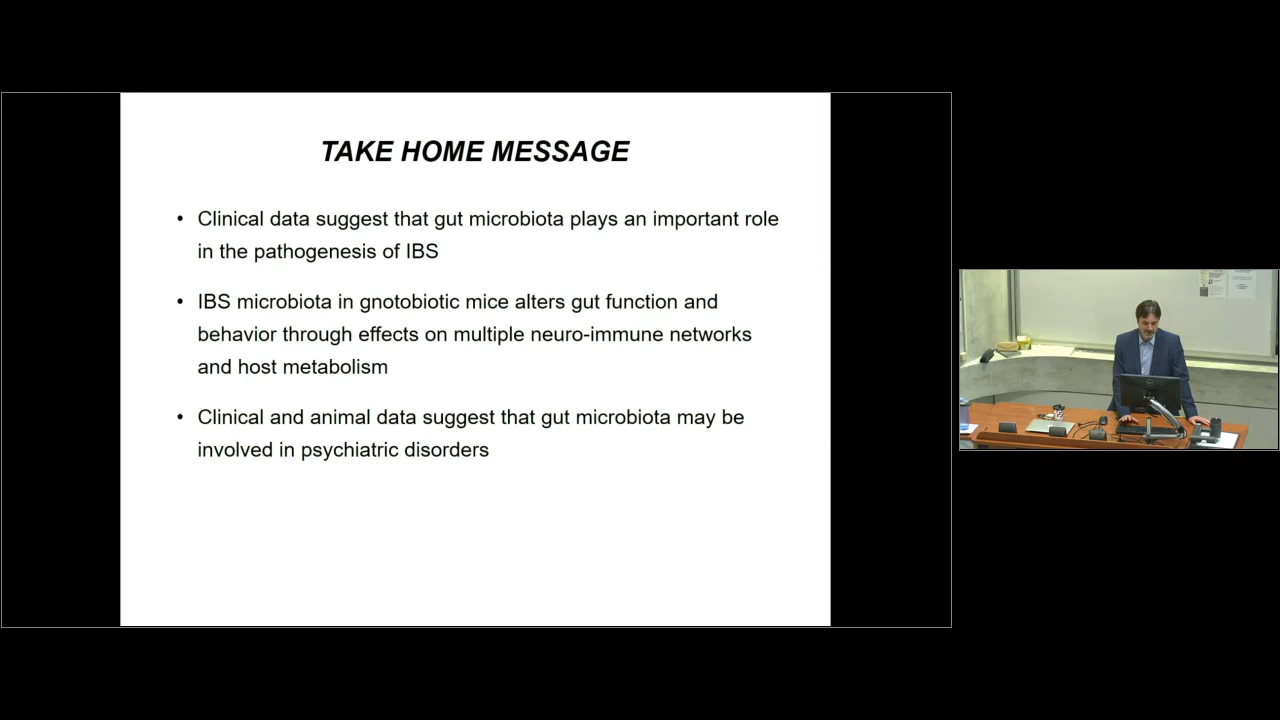 TAKE HOME MESSAGE
• Clinical data suggest that gut microbiota plays an important role
in the pathogenesis of IBS
• IBS microbiota in gnotobiotic mice alters gut function and
behavior through effects on multiple neuro-immune networks
and host metabolism
• Clinical and animal data suggest that gut microbiota may be
involved in psychiatric disorders